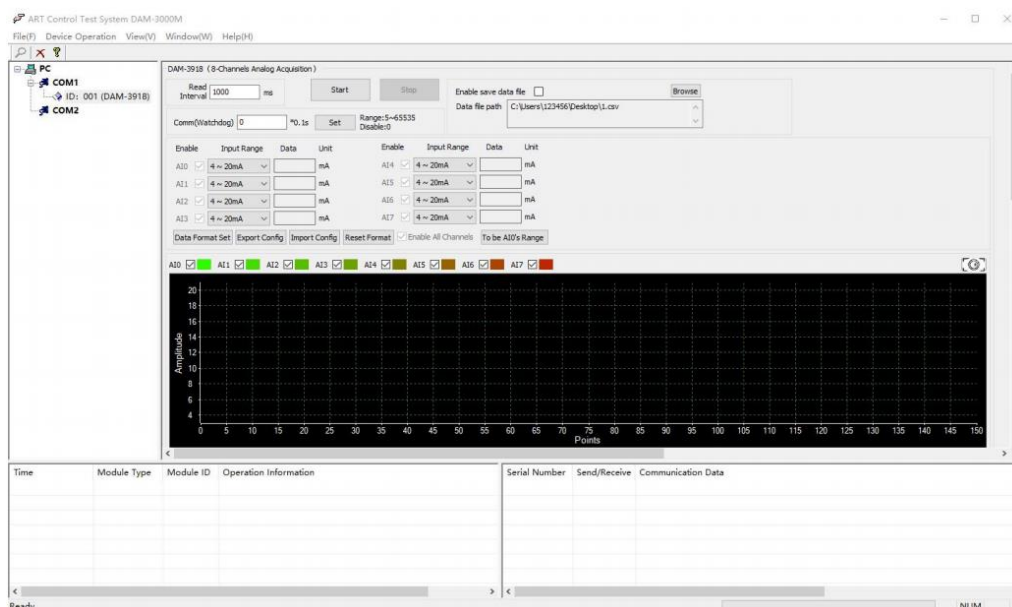 ART Control Test System DAM-3000M
File(F) Device Operation View(V) Window(W) Help(H)
PC
COM1
ID: 001 (DAM-3918)
COM2
DAM-3918 (8-Channels Analog Acquisition)
Read Interval 1000 ms
Start
Stop
Enable save data file
Browse
Data file path C:\Users\123456\Desktop\1.csv
Comm(Watchdog) 0 *0.1s Set Range:5~65535
Disable:0
Enable Input Range Data Unit Enable Input Range Data Unit
AI0 4 ~ 20mA mA AI4 4 ~ 20mA mA
AI1 4 ~ 20mA mA AI5 4 ~ 20mA mA
AI2 4 ~ 20mA mA AI6 4 ~ 20mA mA
AI3 4 ~ 20mA mA AI7 4 ~ 20mA mA
Data Format Set Export Config Import Config Reset Format Enable All Channels To be AI0's Range
AI0 AI1 AI2 AI3 AI4 AI5 AI6 AI7
Amplitude
20
18
16
14
12
10
8
6
4
0 5 10 15 20 25 30 35 40 45 50 55 60 65 70 75 80 85 90 95 100 105 110 115 120 125 130 135 140 145 150
Points
Time Module Type Module ID Operation Information
Serial Number Send/Receive Communication Data
Ready
NUM